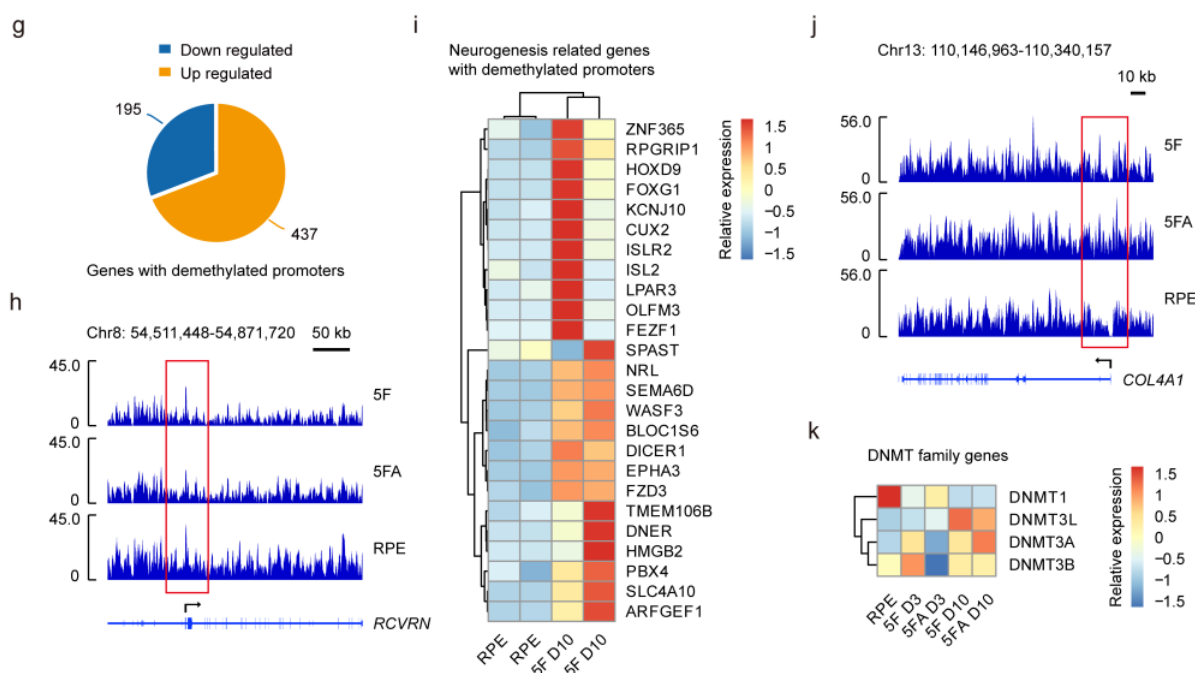 g
Down regulated
Up regulated
195
437
Genes with demethylated promoters
h
Chr8: 54,511,448-54,871,720
50 kb
45.0
0
5F
45.0
0
5FA
45.0
0
RPE
RCVRN
i
Neurogenesis related genes
with demethylated promoters
ZNF365
RPGRIP1
HOXD9
FOXG1
KCNJ10
CUX2
ISLR2
ISL2
LPAR3
OLFM3
FEZF1
SPAST
NRL
SEMA6D
WASF3
BLOC1S6
DICER1
EPHA3
FZD3
TMEM106B
DNER
HMGB2
PBX4
SLC4A10
ARFGEF1
RPE
RPE
5F D10
5F D10
Relative expression
1.5
1
0.5
0
−0.5
−1
−1.5
j
Chr13: 110,146,963-110,340,157
10 kb
56.0
0
5F
56.0
0
5FA
56.0
0
RPE
COL4A1
k
DNMT family genes
DNMT1
DNMT3L
DNMT3A
DNMT3B
RPE
5F D3
5FA D3
5F D10
5FA D10
Relative expression
1.5
1
0.5
0
−0.5
−1
−1.5